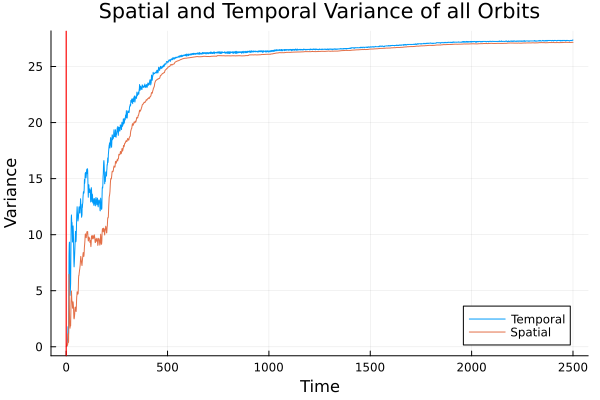 Spatial and Temporal Variance of all Orbits
Variance
25
20
15
10
5
0
Temporal
Spatial
0 500 1000 1500 2000 2500
Time